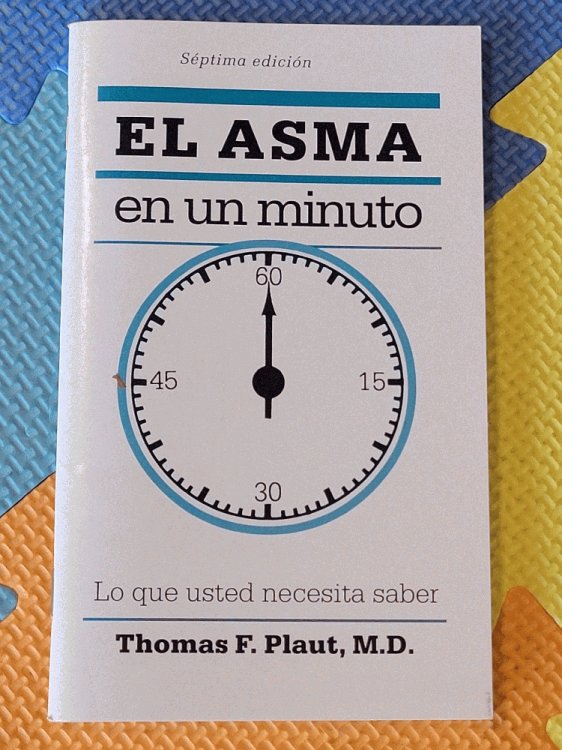 Séptima edición
EL ASMA
en un minuto
60
45
15
30
Lo que usted necesita saber
Thomas F. Plaut, M.D.